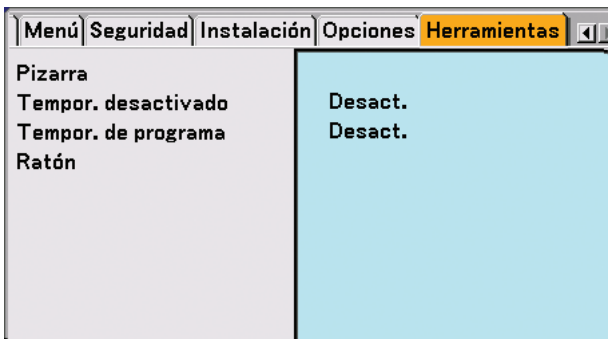 Menú Seguridad Instalación Opciones Herramientas
Pizarra
Tempor. desactivado Desact.
Tempor. de programa Desact.
Ratón